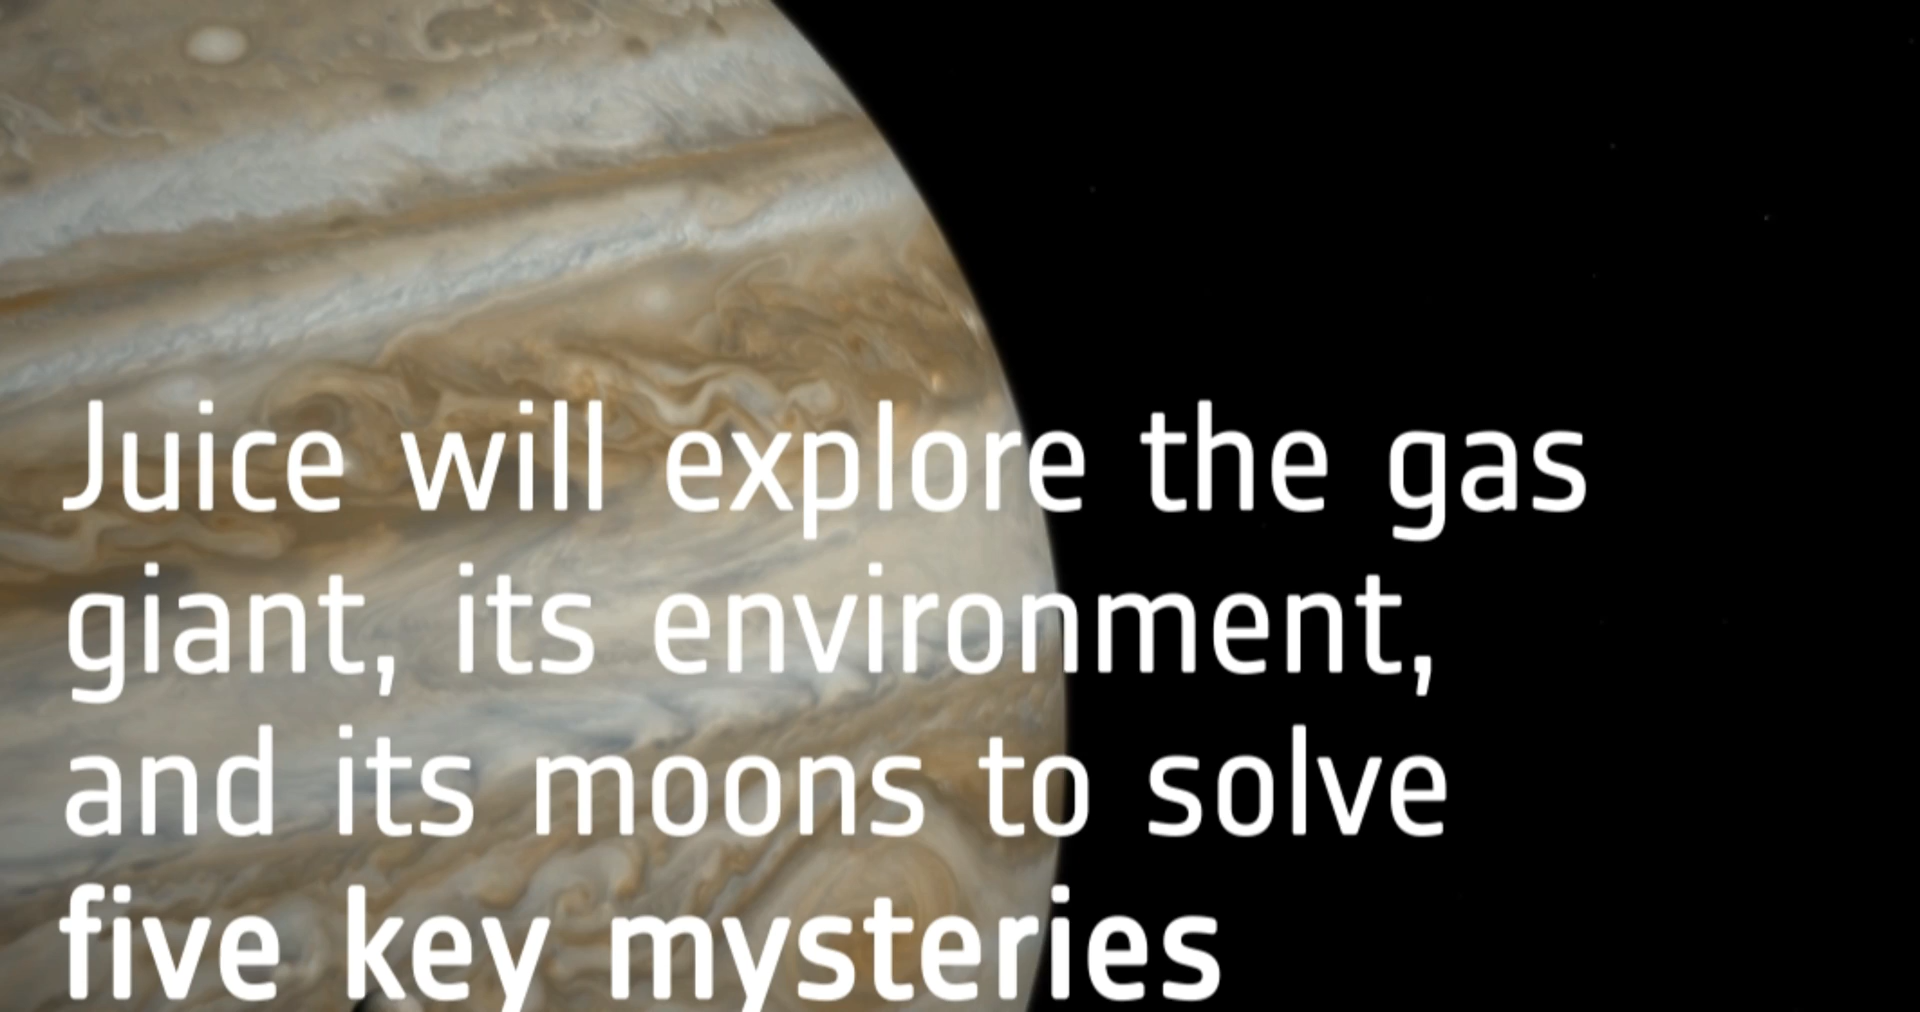 Juice will explore the gas
giant, its environment,
and its moons to solve
five key mysteries